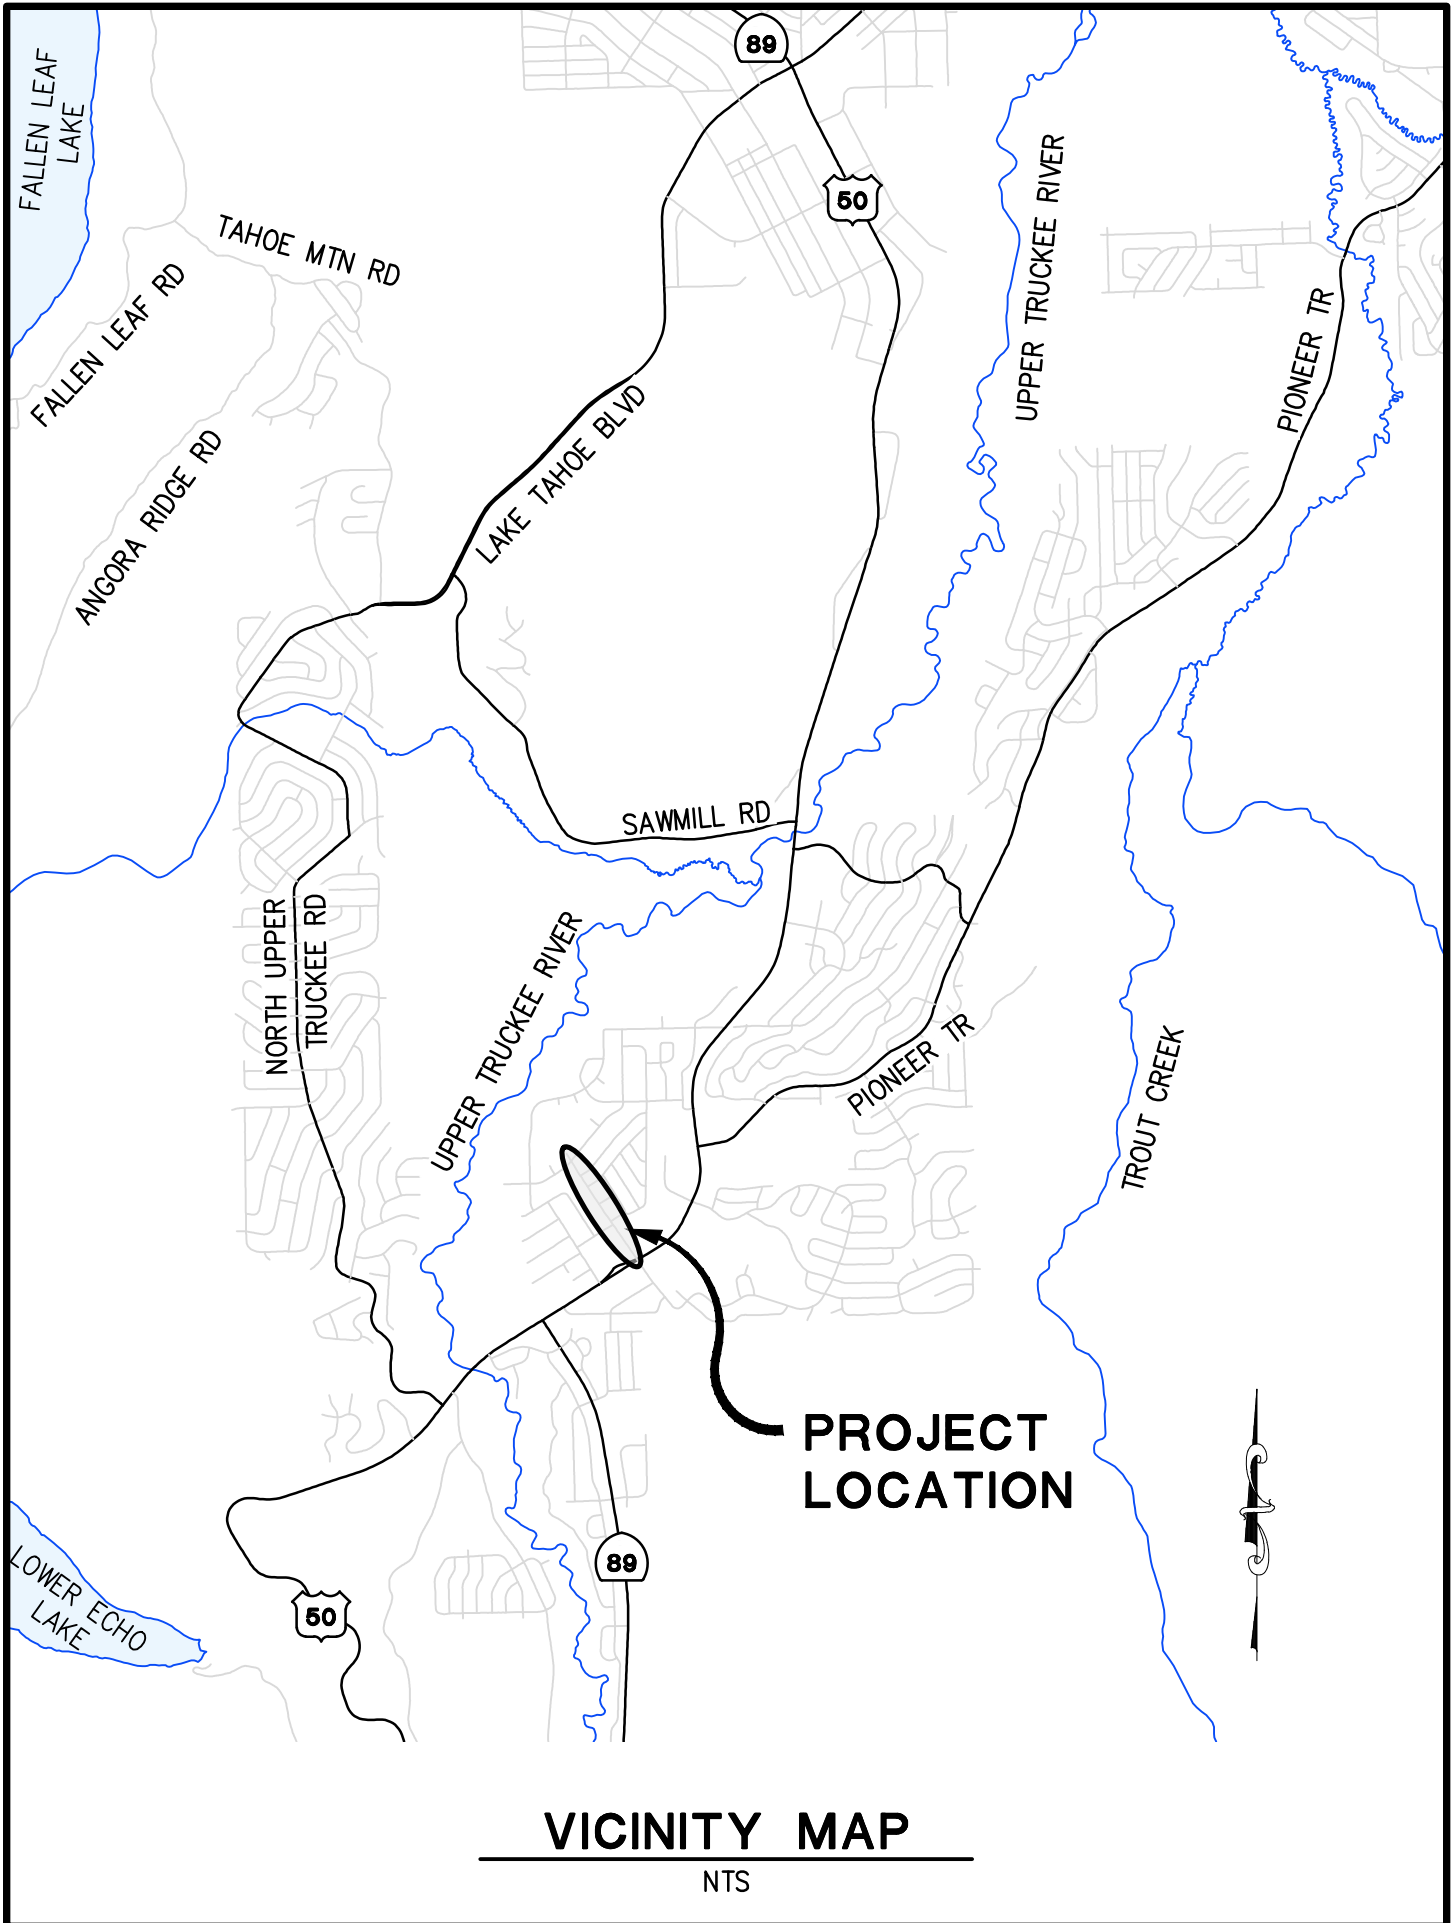 89
FALLEN LEAF
LAKE
50
UPPER TRUCKEE RIVER
TAHOE MTN RD
FALLEN LEAF RD
PIONEER TR
LAKE TAHOE BLVD
ANGORA RIDGE RD
SAWMILL RD
NORTH UPPER
TRUCKEE RD
UPPER TRUCKEE RIVER
PIONEER TR
TROUT CREEK
PROJECT
LOCATION
89
LOWER ECHO
LAKE
50
VICINITY MAP
NTS